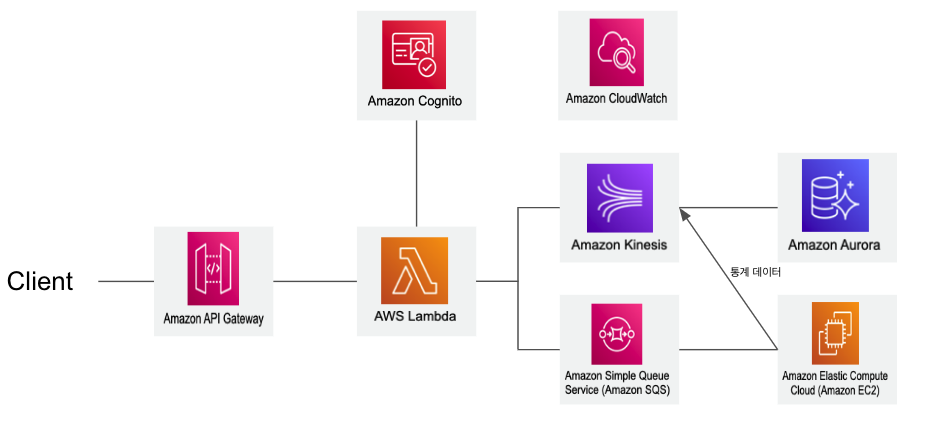 Amazon Cognito
Amazon CloudWatch
Amazon Kinesis
Amazon Aurora
통계 데이터
Client
Amazon API Gateway
AWS Lambda
Amazon Simple Queue
Service (Amazon SQS)
Amazon Elastic Compute
Cloud (Amazon EC2)